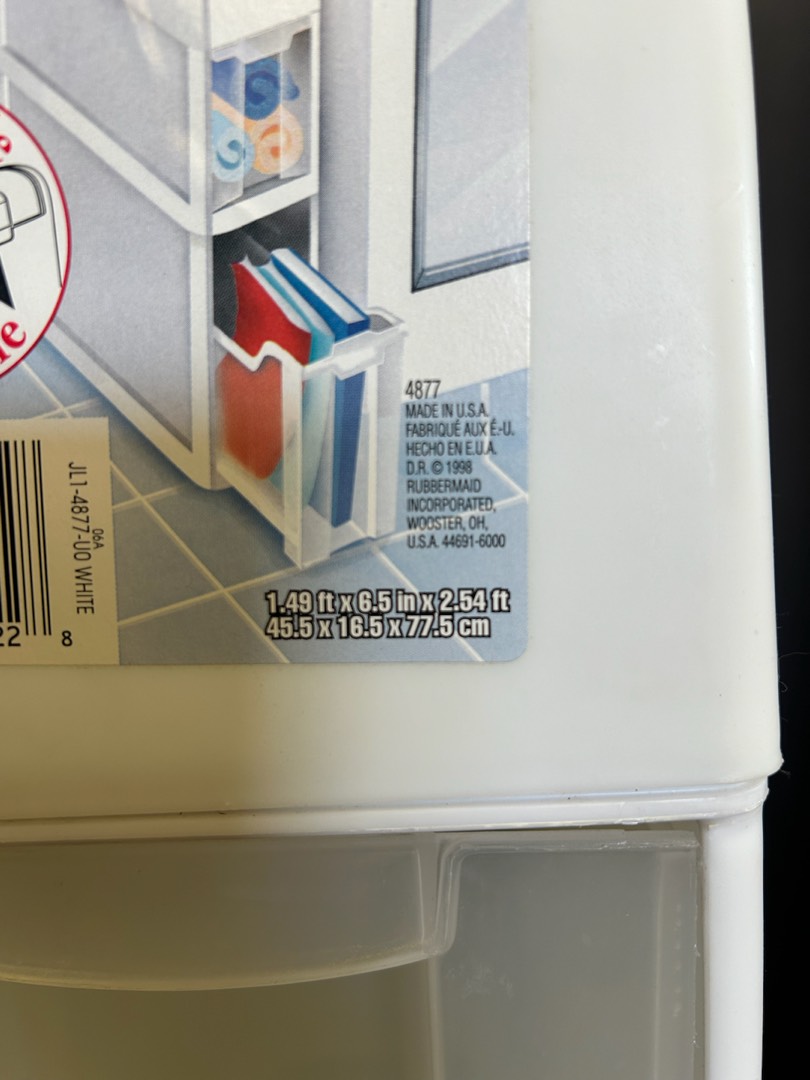 4877
MADE IN U.S.A.
FABRIQUÉ AUX É.-U.
HECHO EN E.U.A.
D.R. © 1998
RUBBERMAID
INCORPORATED,
WOOSTER, OH,
U.S.A. 44691-6000
JL1-4877-U0 WHITE
06A
22 8
1.49 ft x 6.5 in x 2.54 ft
45.5 x 16.5 x 77.5 cm